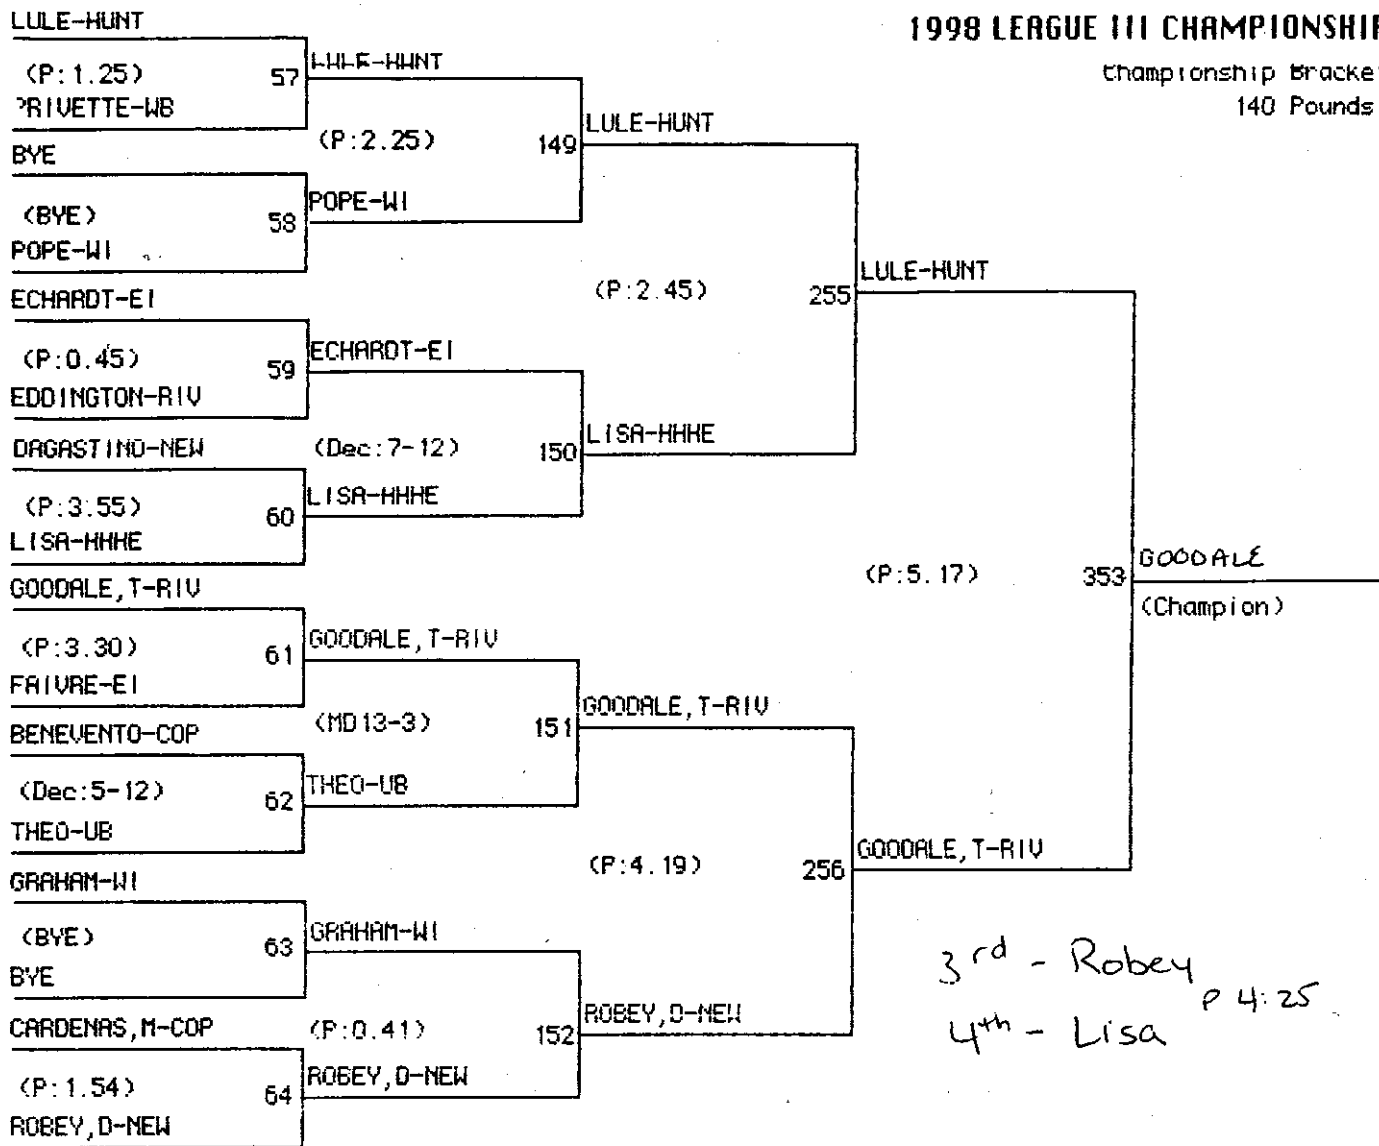 1998 LEAGUE III CHAMPIONSHIP
Championship Bracke
140 Pounds
LULE-HUNT
(P:1.25) 57
PRIVETTE-WB
BYE
(BYE) 58
POPE-WI
ECHARDT-EI
(P:0.45) 59
EDDINGTON-RIV
DAGASTINO-NEW
(P:3.55) 60
LISA-HHHE
GOODALE,T-RIV
(P:3.30) 61
FAIVRE-EI
BENEVENTO-COP
(Dec:5-12) 62
THEO-UB
GRAHAM-WI
(BYE) 63
BYE
CARDENAS,M-COP
(P:1.54) 64
ROBEY,D-NEW
LULE-HUNT
(P:2.25) 149
POPE-WI
ECHARDT-EI
(Dec:7-12) 150
LISA-HHHE
GOODALE,T-RIV
(MD13-3) 151
THEO-UB
GRAHAM-WI
(P:0.41) 152
ROBEY,D-NEW
LULE-HUNT
(P:2.45) 255
LISA-HHHE
GOODALE,T-RIV
(P:4.19) 256
ROBEY,D-NEW
LULE-HUNT
(P:5.17) 353
GOODALE,T-RIV
GOODALE
(Champion)
3rd - Robey
P 4:25
4th - Lisa